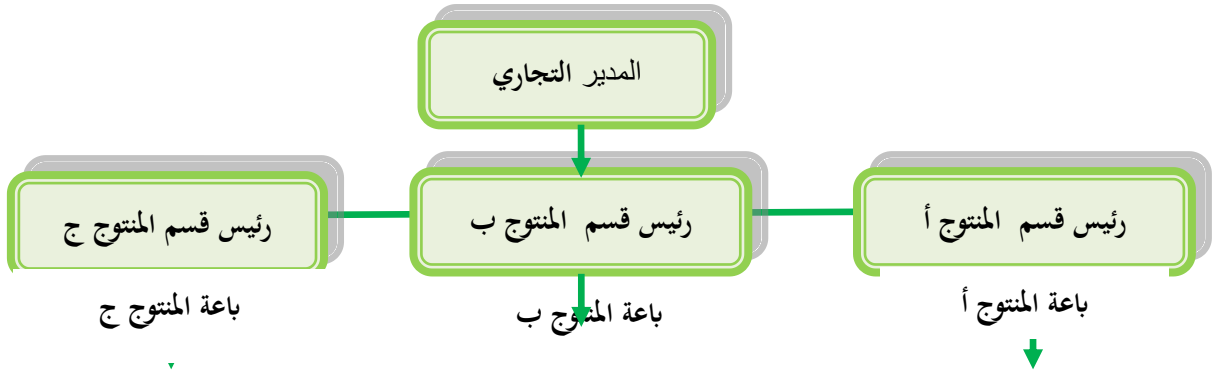 المدير التجاري
رئيس قسم المنتوج أ
رئيس قسم المنتوج ب
رئيس قسم المنتوج ج
باعة المنتوج أ
باعة المنتوج ب
باعة المنتوج ج